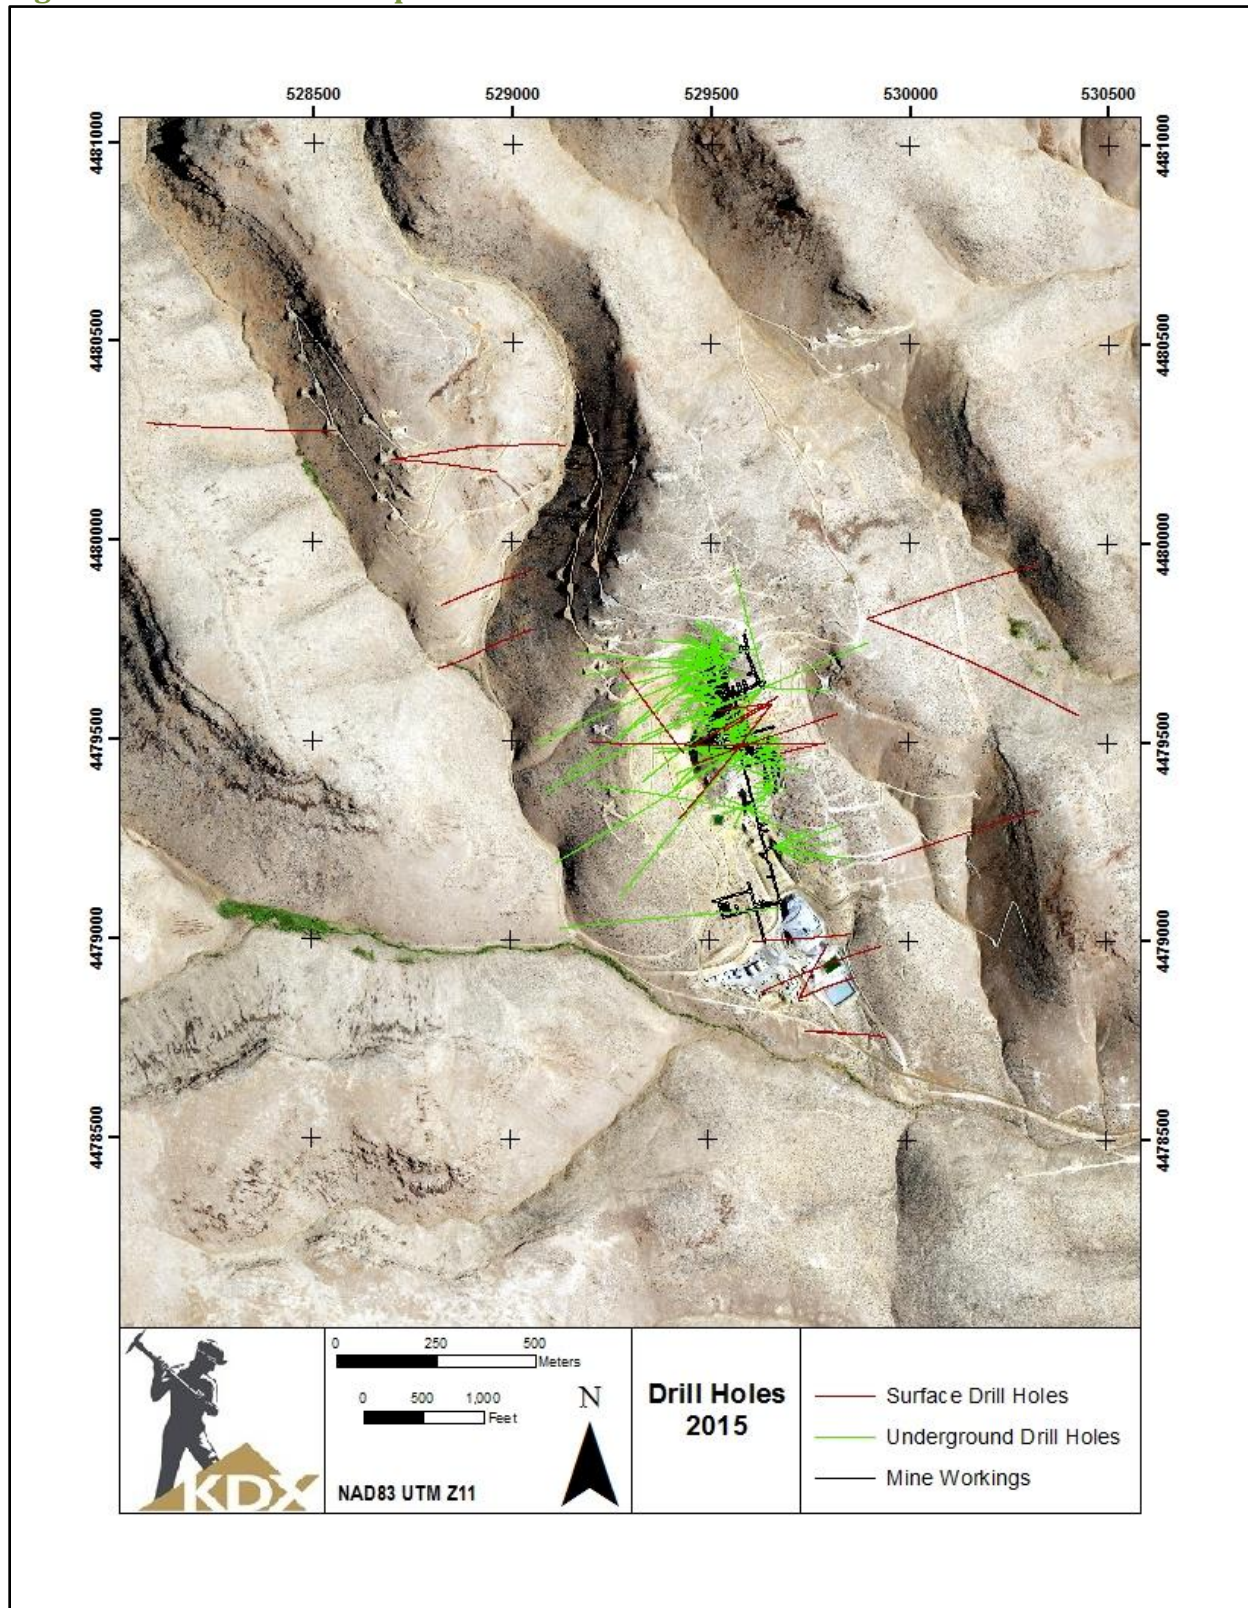 528500 529000 529500 530000 530500
4481000 4481000
4480500 4480500
4480000 4480000
4479500 4479500
4479000 4479000
4478500 4478500
0 250 500
Meters
0 500 1,000
Feet
N
NAD83 UTM Z11
KDX
Drill Holes
2015
Surface Drill Holes
Underground Drill Holes
Mine Workings